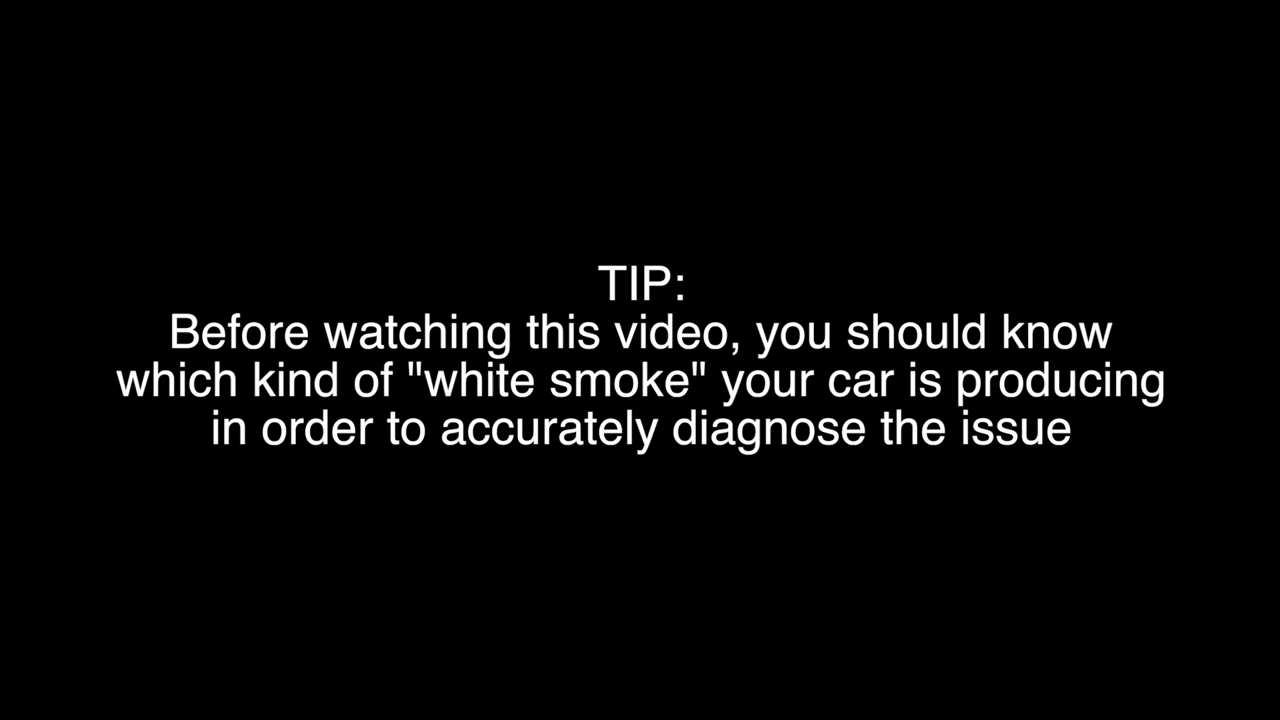 TIP:
Before watching this video, you should know
which kind of "white smoke" your car is producing
in order to accurately diagnose the issue